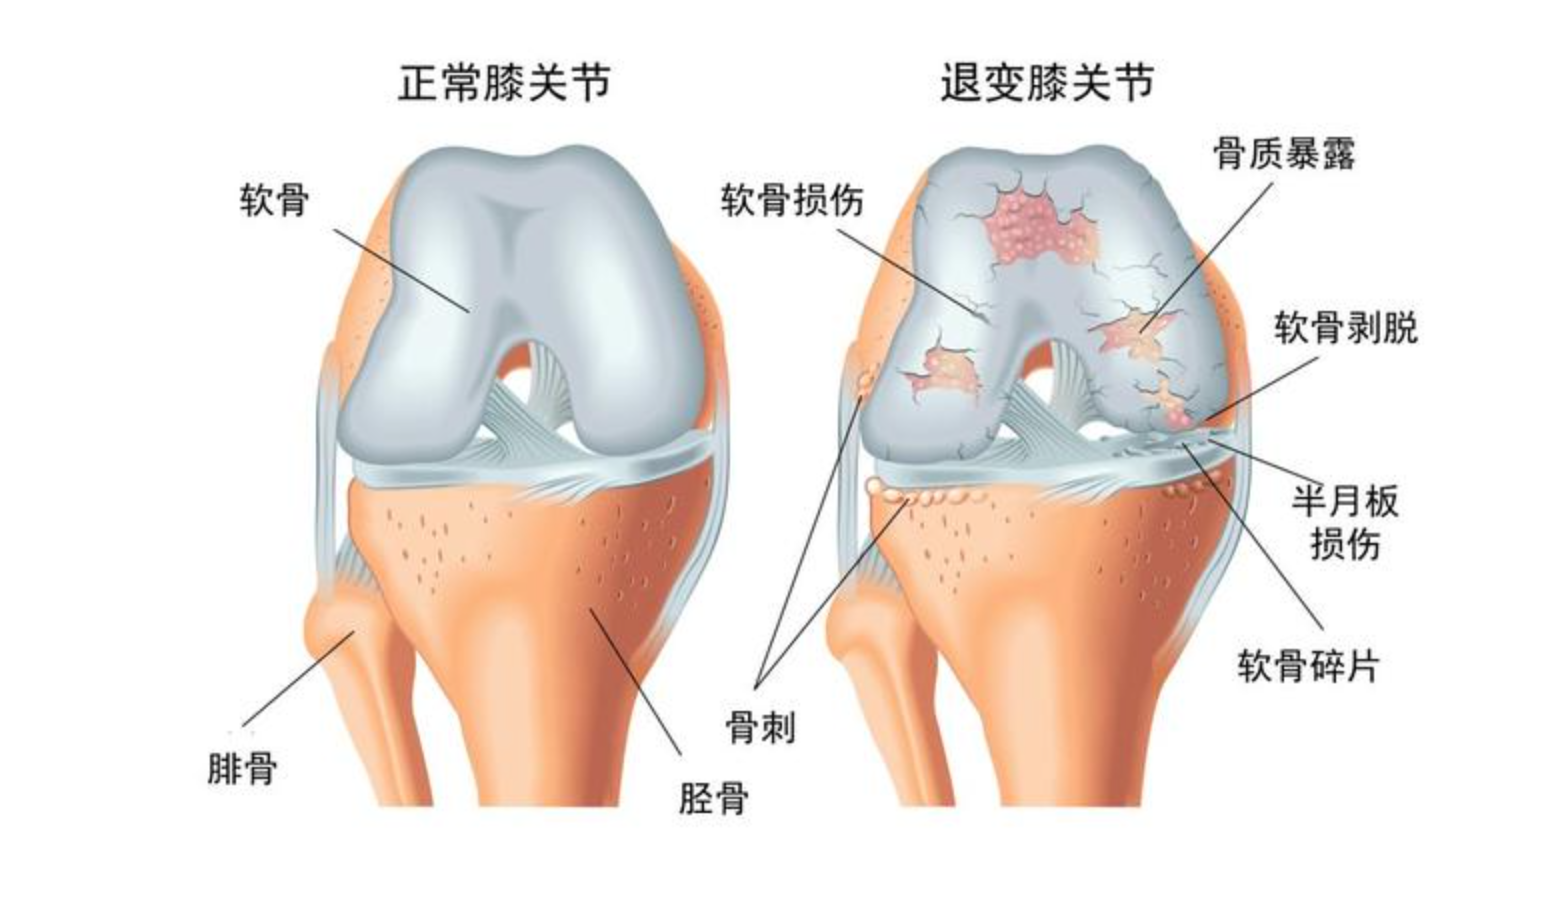 正常膝关节
退变膝关节
骨质暴露
软骨
软骨损伤
软骨剥脱
半月板
损伤
软骨碎片
骨刺
腓骨
胫骨